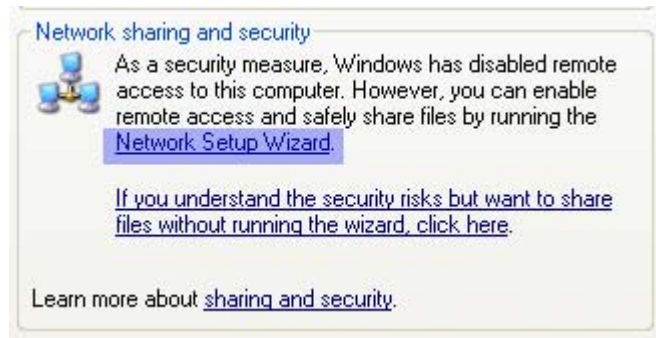 Network sharing and security
As a security measure, Windows has disabled remote
access to this computer. However, you can enable
remote access and safely share files by running the
Network Setup Wizard.
If you understand the security risks but want to share
files without running the wizard, click here.
Learn more about sharing and security.